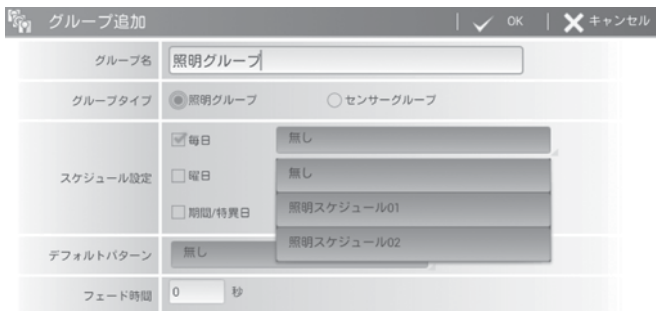 グループ追加 OK キャンセル
グループ名 照明グループ
グループタイプ 照明グループ センサーグループ
毎日 無し
スケジュール設定 曜日 無し
期間/特異日 照明スケジュール01
照明スケジュール02
デフォルトパターン 無し
フェード時間 0 秒